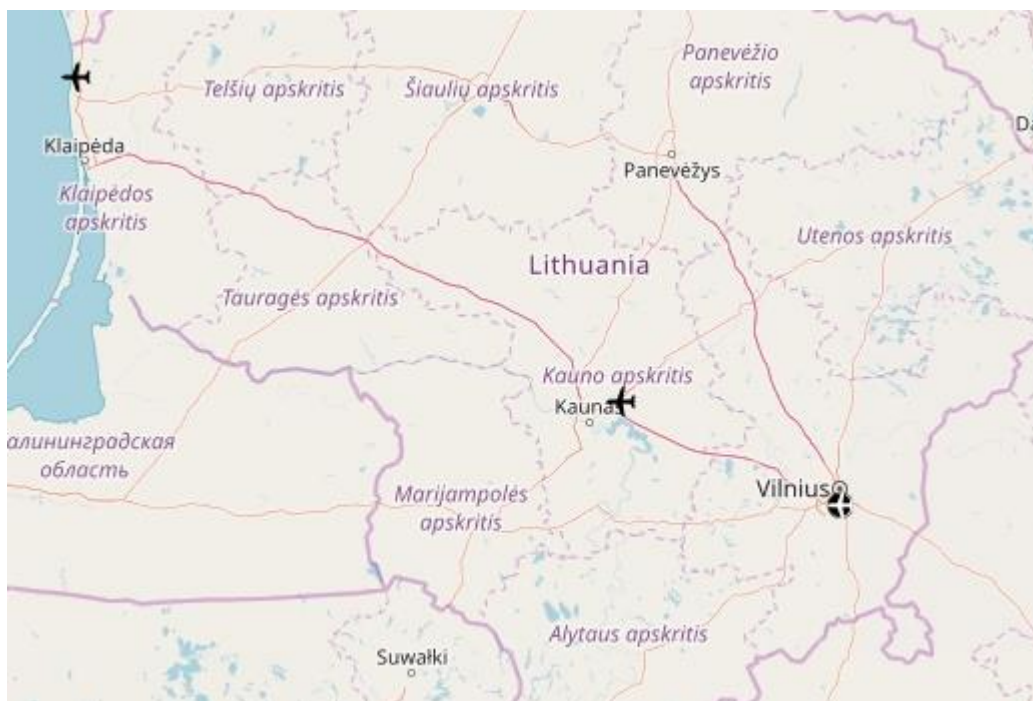 Panevėžio
apskritis
Telšių apskritis
Šiaulių apskritis
Klaipėda
Panevėžys
Klaipėdos
apskritis
Utenos apskritis
Lithuania
Tauragės apskritis
Kauno apskritis
Kaunas
алининградская
область
Marijampolės
apskritis
Vilnius
Alytaus apskritis
Suwałki